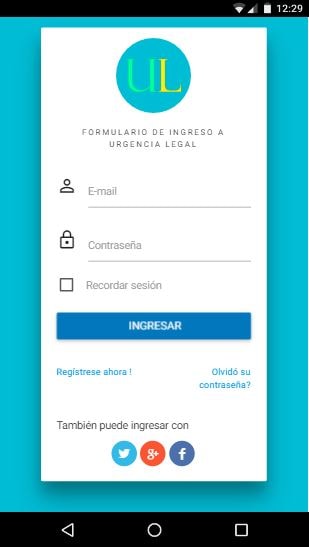 12:29
UL
FORMULARIO DE INGRESO A
URGENCIA LEGAL
E-mail
Contraseña
Recordar sesión
INGRESAR
Regístrese ahora !
Olvidó su
contraseña?
También puede ingresar con
g+
f